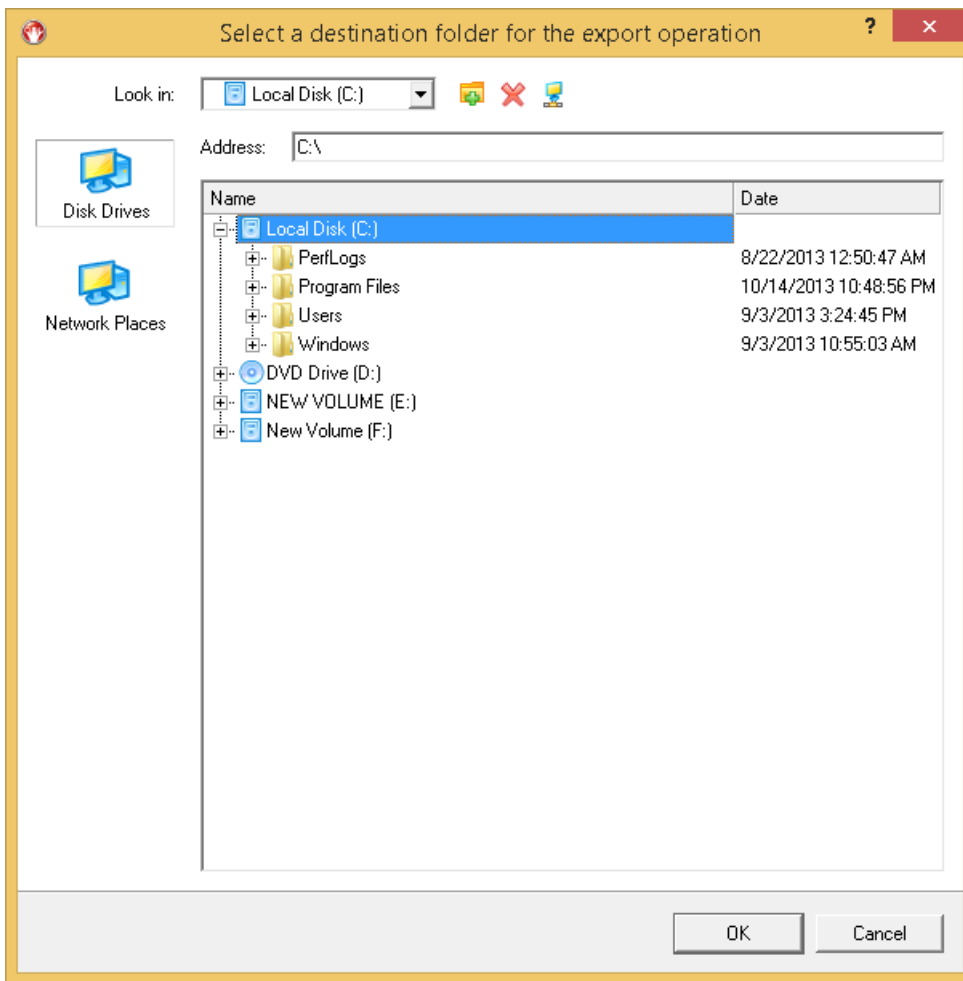 Select a destination folder for the export operation ? ×
Look in: Local Disk (C:)
Address: C:\
Disk Drives
Network Places
Name Date
Local Disk (C:)
PerfLogs 8/22/2013 12:50:47 AM
Program Files 10/14/2013 10:48:56 PM
Users 9/3/2013 3:24:45 PM
Windows 9/3/2013 10:55:03 AM
DVD Drive (D:)
NEW VOLUME (E:)
New Volume (F:)
OK Cancel